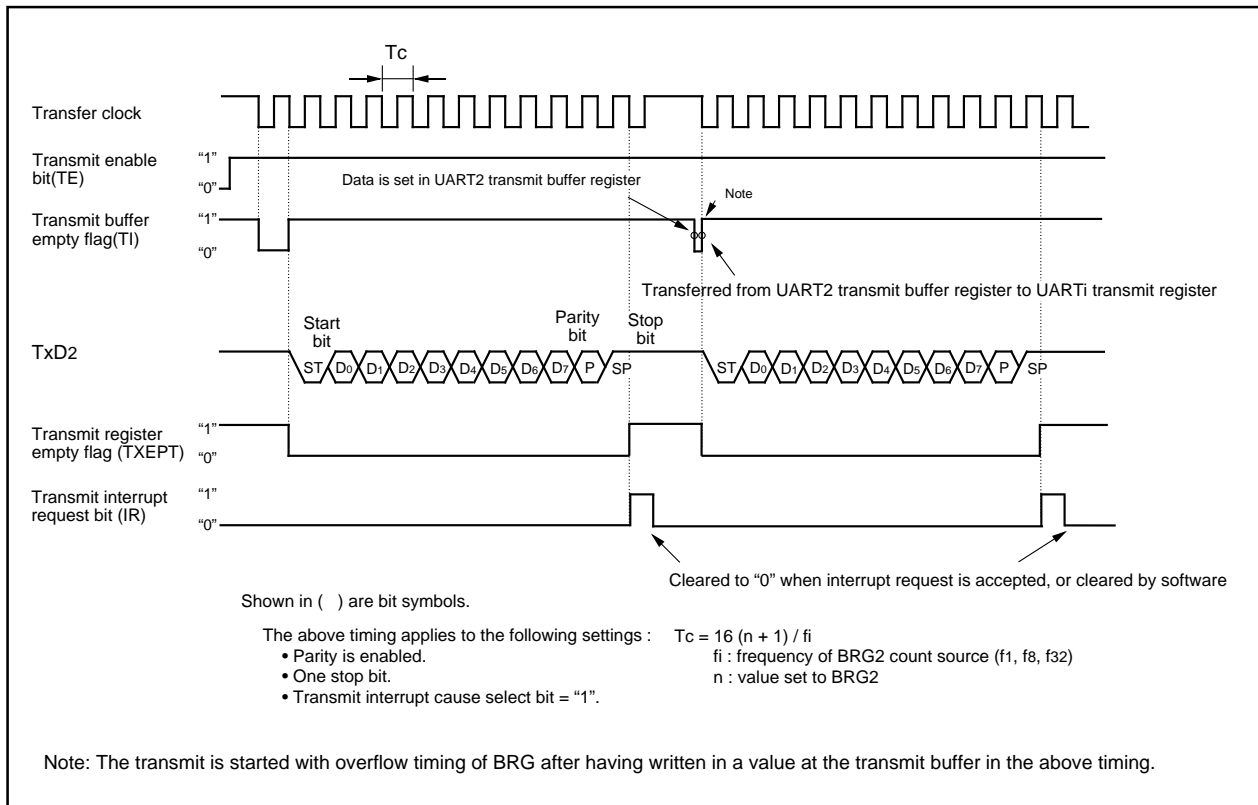 Tc
Transfer clock
Transmit enable
bit(TE)
“1”
“0”
Data is set in UART2 transmit buffer register
Note
Transmit buffer
empty flag(TI)
“1”
“0”
Transferred from UART2 transmit buffer register to UARTi transmit register
Start
bit
Parity
bit
Stop
bit
TxD2
ST D0 D1 D2 D3 D4 D5 D6 D7 P SP ST D0 D1 D2 D3 D4 D5 D6 D7 P SP
Transmit register
empty flag (TXEPT)
“1”
“0”
Transmit interrupt
request bit (IR)
“1”
“0”
Cleared to “0” when interrupt request is accepted, or cleared by software
Shown in ( ) are bit symbols.
The above timing applies to the following settings :
• Parity is enabled.
• One stop bit.
• Transmit interrupt cause select bit = “1”.
Tc = 16 (n + 1) / fi
fi : frequency of BRG2 count source (f1, f8, f32)
n : value set to BRG2
Note: The transmit is started with overflow timing of BRG after having written in a value at the transmit buffer in the above timing.